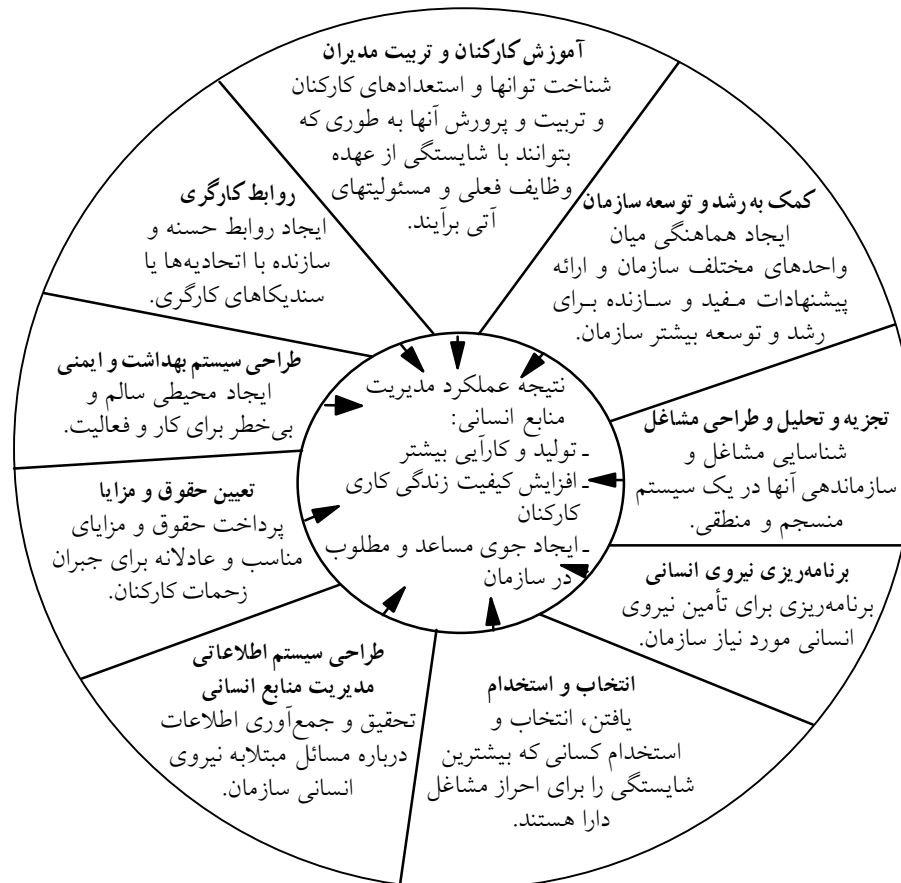 آموزش کارکنان و تربیت مدیران
شناخت توانها و استعدادهای کارکنان
و تربیت و پرورش آنها به طوری که
بتوانند با شایستگی از عهده
وظایف فعلی و مسئولیتهای
آتی برآیند.
کمک به رشد و توسعه سازمان
ایجاد هماهنگی میان
واحدهای مختلف سازمان و ارائه
پیشنهادات مـفید و سـازنده بـرای
رشد و توسعه بیشتر سازمان.
تجزیه و تحلیل و طراحی مشاغل
شناسایی مشاغل و
سازماندهی آنها در یک سیستم
منسجم و منطقی.
برنامه‌ریزی نیروی انسانی
برنامه‌ریزی برای تأمین نیروی
انسانی مورد نیاز سازمان.
انتخاب و استخدام
یافتن، انتخاب و
استخدام کسانی که بیشترین
شایستگی را برای احراز مشاغل
دارا هستند.
طراحی سیستم اطلاعاتی
مدیریت منابع انسانی
تحقیق و جمع‌آوری اطلاعات
درباره مسائل مبتلابه نیروی
انسانی سازمان.
تعیین حقوق و مزایا
پرداخت حقوق و مزایای
مناسب و عادلانه برای جبران
زحمات کارکنان.
طراحی سیستم بهداشت و ایمنی
ایجاد محیطی سالم و
بی‌خطر برای کار و فعالیت.
روابط کارگری
ایجاد روابط حسنه و
سازنده با اتحادیه‌ها یا
سندیکاهای کارگری.
نتیجه عملکرد مدیریت
منابع انسانی:
ـ تولید و کارآیی بیشتر
ـ افزایش کیفیت زندگی کاری
کارکنان
ـ ایجاد جوی مساعد و مطلوب
در سازمان